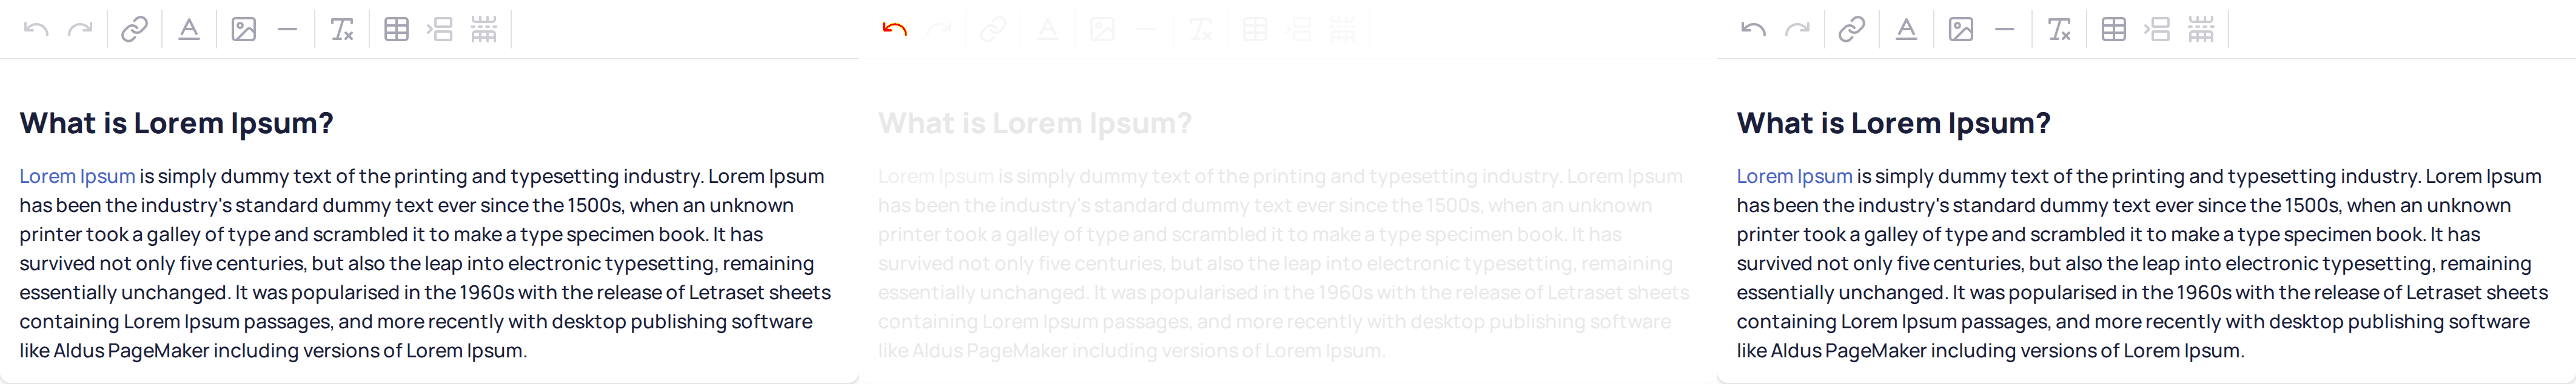 What is Lorem Ipsum?
Lorem Ipsum is simply dummy text of the printing and typesetting industry. Lorem Ipsum
has been the industry's standard dummy text ever since the 1500s, when an unknown
printer took a galley of type and scrambled it to make a type specimen book. It has
survived not only five centuries, but also the leap into electronic typesetting, remaining
essentially unchanged. It was popularised in the 1960s with the release of Letraset sheets
containing Lorem Ipsum passages, and more recently with desktop publishing software
like Aldus PageMaker including versions of Lorem Ipsum.
What is Lorem Ipsum?
Lorem Ipsum is simply dummy text of the printing and typesetting industry. Lorem Ipsum
has been the industry's standard dummy text ever since the 1500s, when an unknown
printer took a galley of type and scrambled it to make a type specimen book. It has
survived not only five centuries, but also the leap into electronic typesetting, remaining
essentially unchanged. It was popularised in the 1960s with the release of Letraset sheets
containing Lorem Ipsum passages, and more recently with desktop publishing software
like Aldus PageMaker including versions of Lorem Ipsum.
What is Lorem Ipsum?
Lorem Ipsum is simply dummy text of the printing and typesetting industry. Lorem Ipsum
has been the industry's standard dummy text ever since the 1500s, when an unknown
printer took a galley of type and scrambled it to make a type specimen book. It has
survived not only five centuries, but also the leap into electronic typesetting, remaining
essentially unchanged. It was popularised in the 1960s with the release of Letraset sheets
containing Lorem Ipsum passages, and more recently with desktop publishing software
like Aldus PageMaker including versions of Lorem Ipsum.